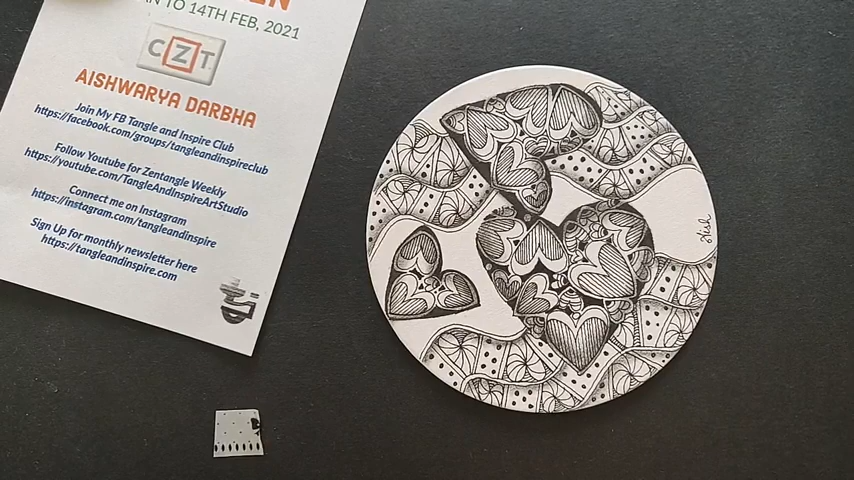 AN TO 14TH FEB, 2021
CZT
AISHWARYA DARBHA
Join My FB Tangle and Inspire Club
https://facebook.com/groups/tangleandinspireclub
Follow Youtube for Zentangle Weekly
https://youtube.com/TangleAndInspireArtStudio
Connect me on Instagram
https://instagram.com/tangleandinspire
Sign Up for monthly newsletter here
https://tangleandinspire.com